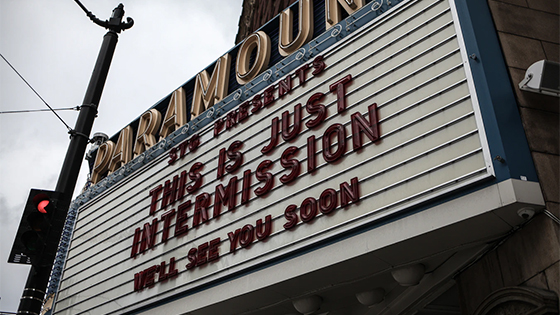 PARAMOUNT
STG PRESENTS
"THIS IS JUST
INTERMISSION"
WE'LL SEE YOU SOON